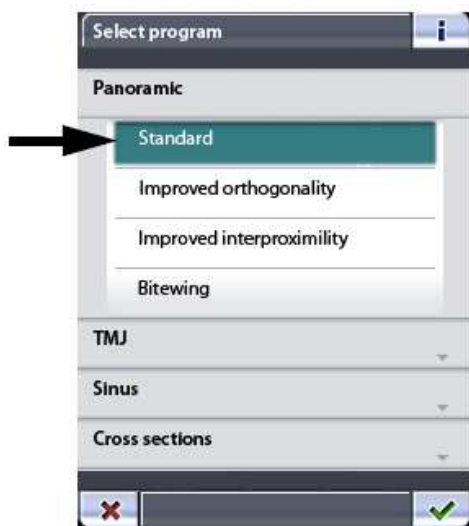 Select program
i
Panoramic
Standard
Improved orthogonality
Improved interproximility
Bitewing
TMJ
Sinus
Cross sections